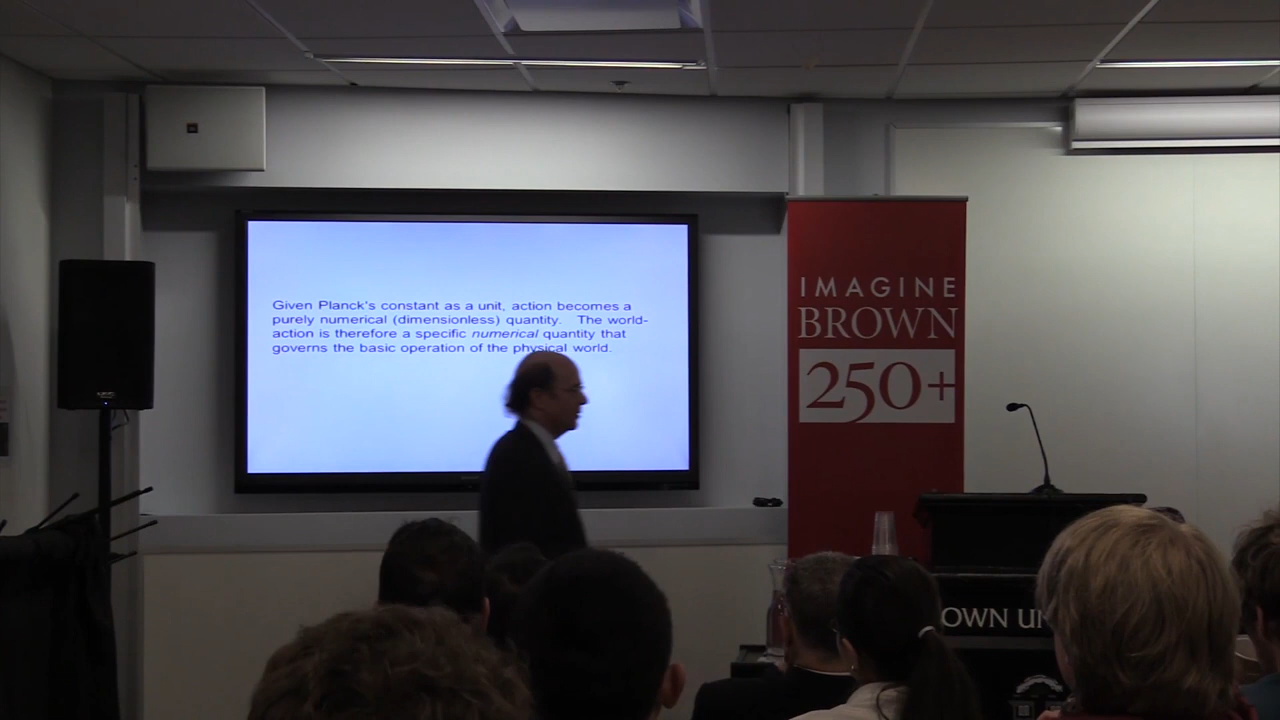 Given Planck's constant as a unit, action becomes a
purely numerical (dimensionless) quantity. The world-
action is therefore a specific numerical quantity that
governs the basic operation of the physical world.
IMAGINE
BROWN
250+
OWN UN